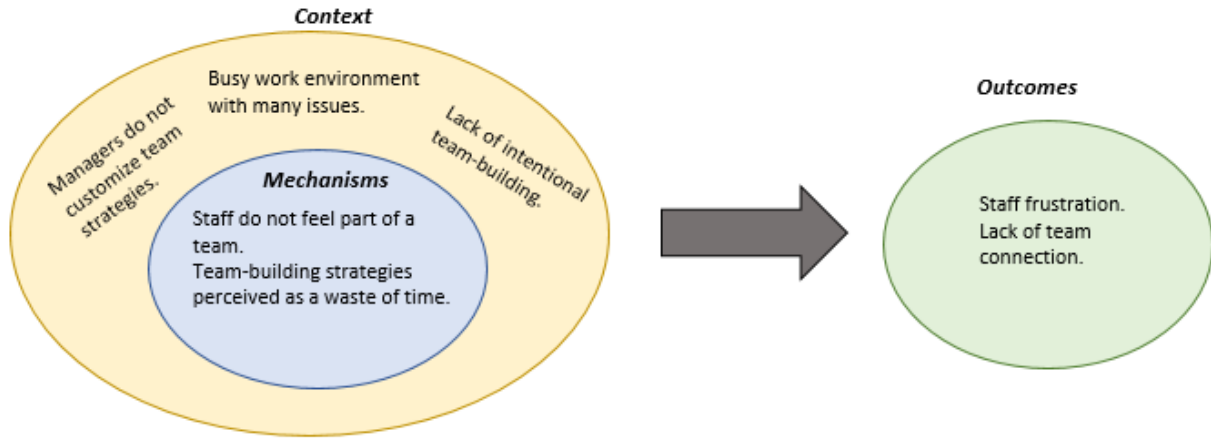 Context
Busy work environment
with many issues.
Managers do not
customize team
strategies.
Lack of intentional
team-building.
Mechanisms
Staff do not feel part of a
team.
Team-building strategies
perceived as a waste of time.
Outcomes
Staff frustration.
Lack of team
connection.